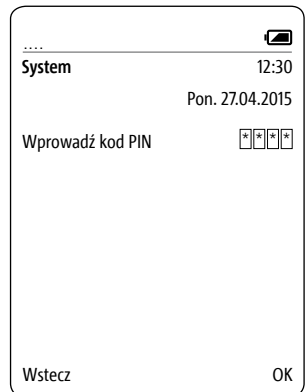 ....
System 12:30
Pon. 27.04.2015
Wprowadź kod PIN ****
Wstecz OK